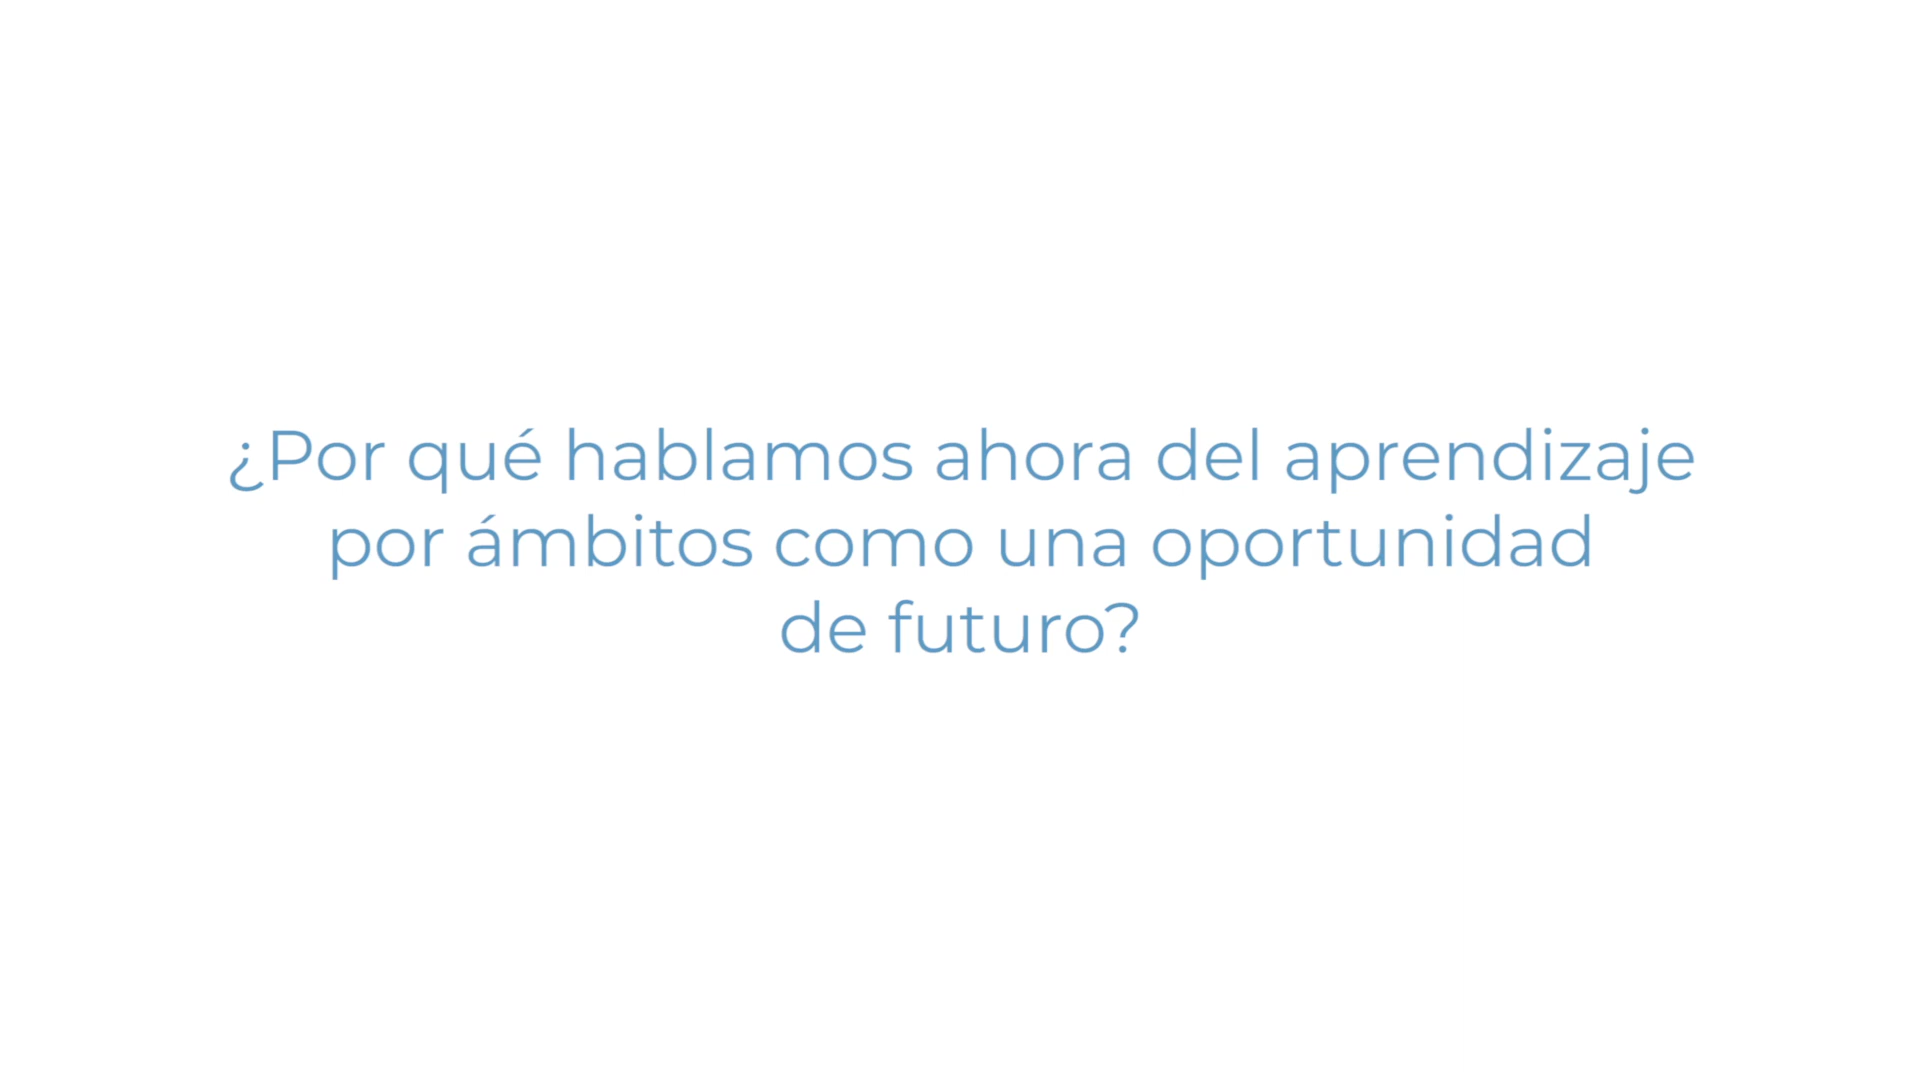 ¿Por qué hablamos ahora del aprendizaje
por ámbitos como una oportunidad
de futuro?